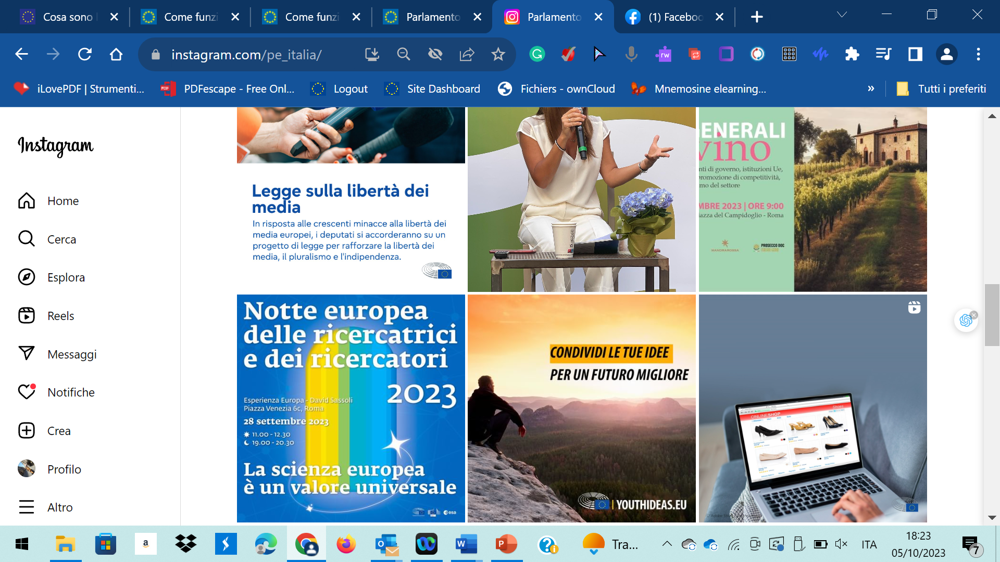 Cosa sono
Come funzi
Come funzi
Parlamento
Parlamento
(1) Faceboo
instagram.com/pe_italia/
iLovePDF | Strumenti...
PDFescape - Free Onl...
Logout
Site Dashboard
Fichiers - ownCloud
Mnemosine elearning...
»
Tutti i preferiti
Instagram
Home
Cerca
Esplora
Reels
Messaggi
Notifiche
Crea
Profilo
Altro
Legge sulla libertà dei
media
In risposta alle crescenti minacce alla libertà dei
media europei, i deputati si accorderanno su un
progetto di legge per rafforzare la libertà dei
media, il pluralismo e l'indipendenza.
ENERALI
vino
nti di governo, istituzioni Ue,
promozione di competitività,
mo del settore
MBRE 2023 | ORE 9:00
iazza del Campidoglio - Roma
MANDRAROSSA
PROSECCO DOC
Notte europea
delle ricercatrici
e dei ricercatori
2023
Esperienza Europa - David Sassoli
Piazza Venezia 6c, Roma
28 settembre 2023
11.00 - 12.30
19.00 - 20.30
La scienza europea
è un valore universale
esa
CONDIVIDI LE TUE IDEE
PER UN FUTURO MIGLIORE
| YOUTHIDEAS.EU
Shoes
ONLINESHOP
Tra...
ITA
18:23
05/10/2023
7